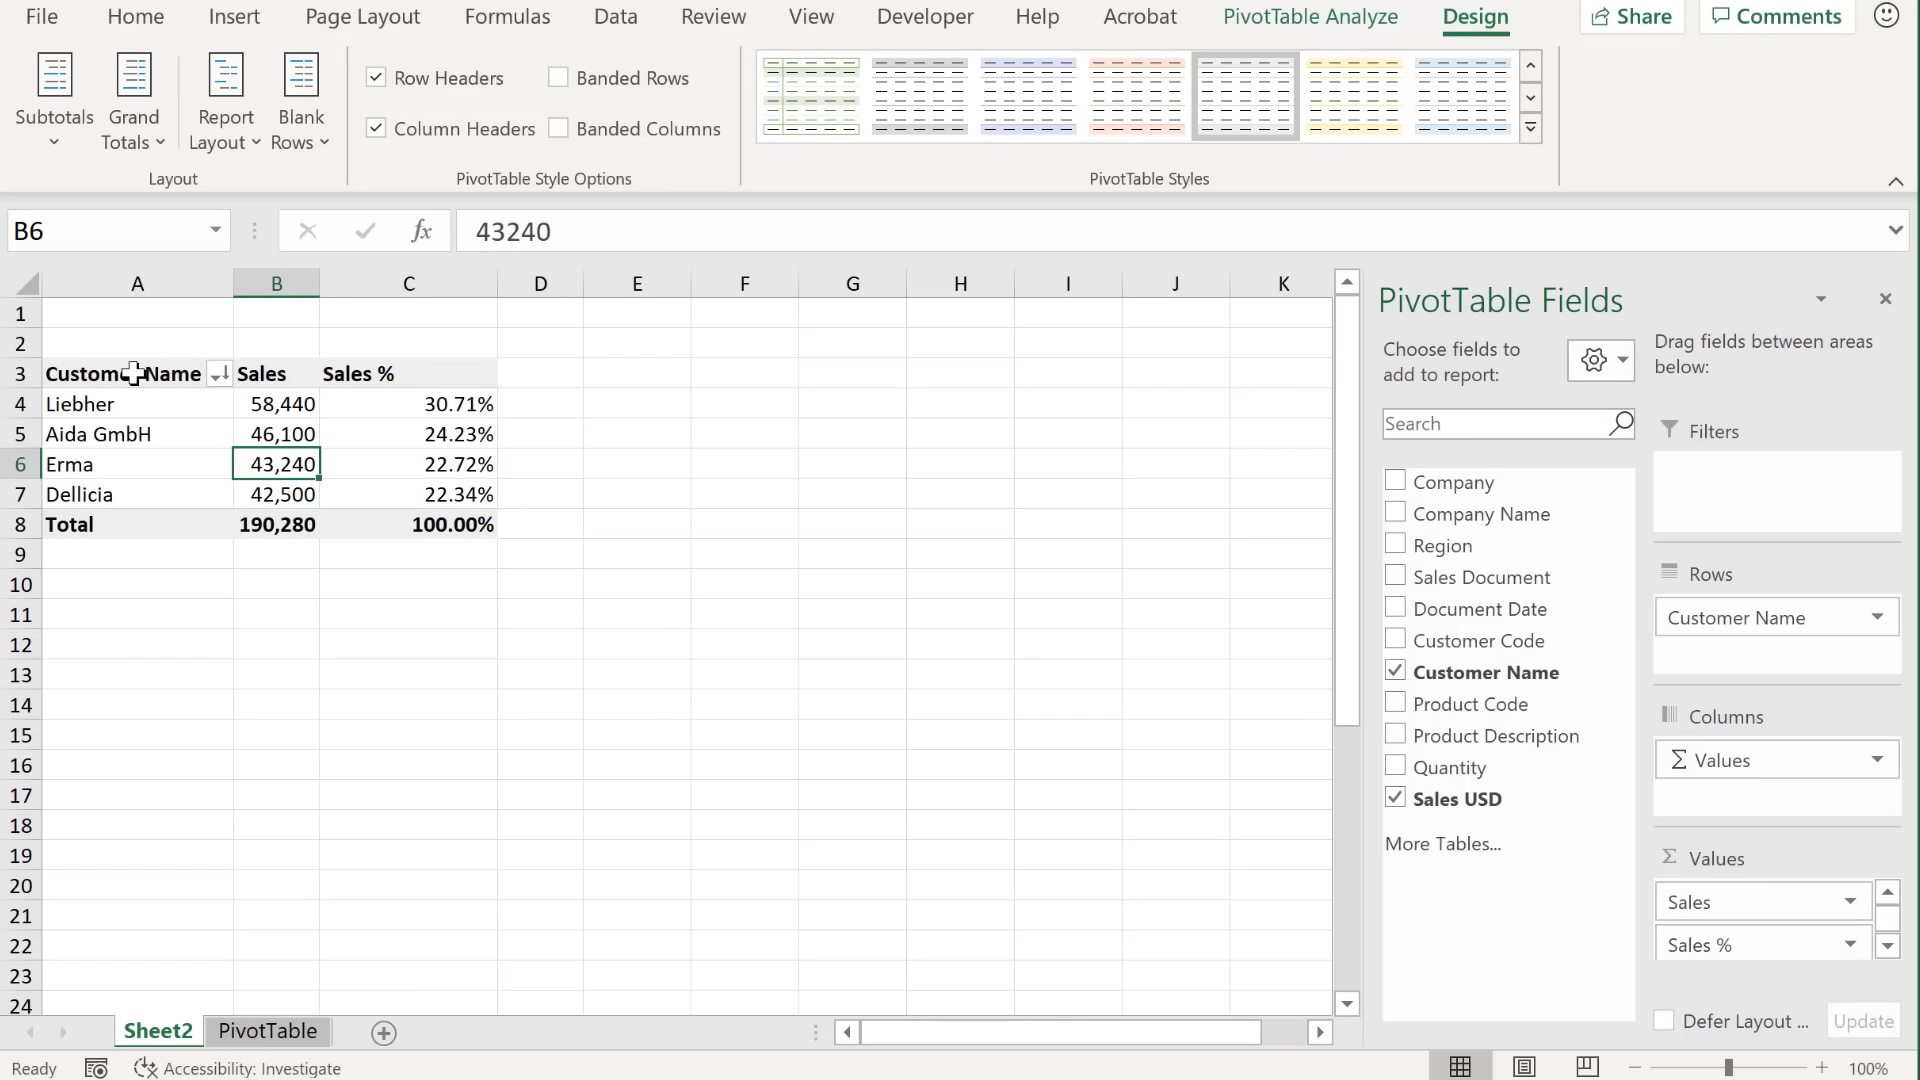 File Home Insert Page Layout Formulas Data Review View Developer Help Acrobat PivotTable Analyze Design Share Comments
Subtotals
Grand
Totals
Report
Layout
Blank
Rows
Layout
Row Headers
Banded Rows
Column Headers
Banded Columns
PivotTable Style Options
PivotTable Styles
B6 fx 43240
A B C D E F G H I J K
1
2
3 Customer Name Sales Sales %
4 Liebher 58,440 30.71%
5 Aida GmbH 46,100 24.23%
6 Erma 43,240 22.72%
7 Dellicia 42,500 22.34%
8 Total 190,280 100.00%
9
10
11
12
13
14
15
16
17
18
19
20
21
22
23
24
PivotTable Fields
Choose fields to
add to report:
Search
Company
Company Name
Region
Sales Document
Document Date
Customer Code
Customer Name
Product Code
Product Description
Quantity
Sales USD
More Tables...
Drag fields between areas
below:
Filters
Rows
Customer Name
Columns
Σ Values
Σ Values
Sales
Sales %
Defer Layout ... Update
Sheet2 PivotTable
Ready Accessibility: Investigate 100%